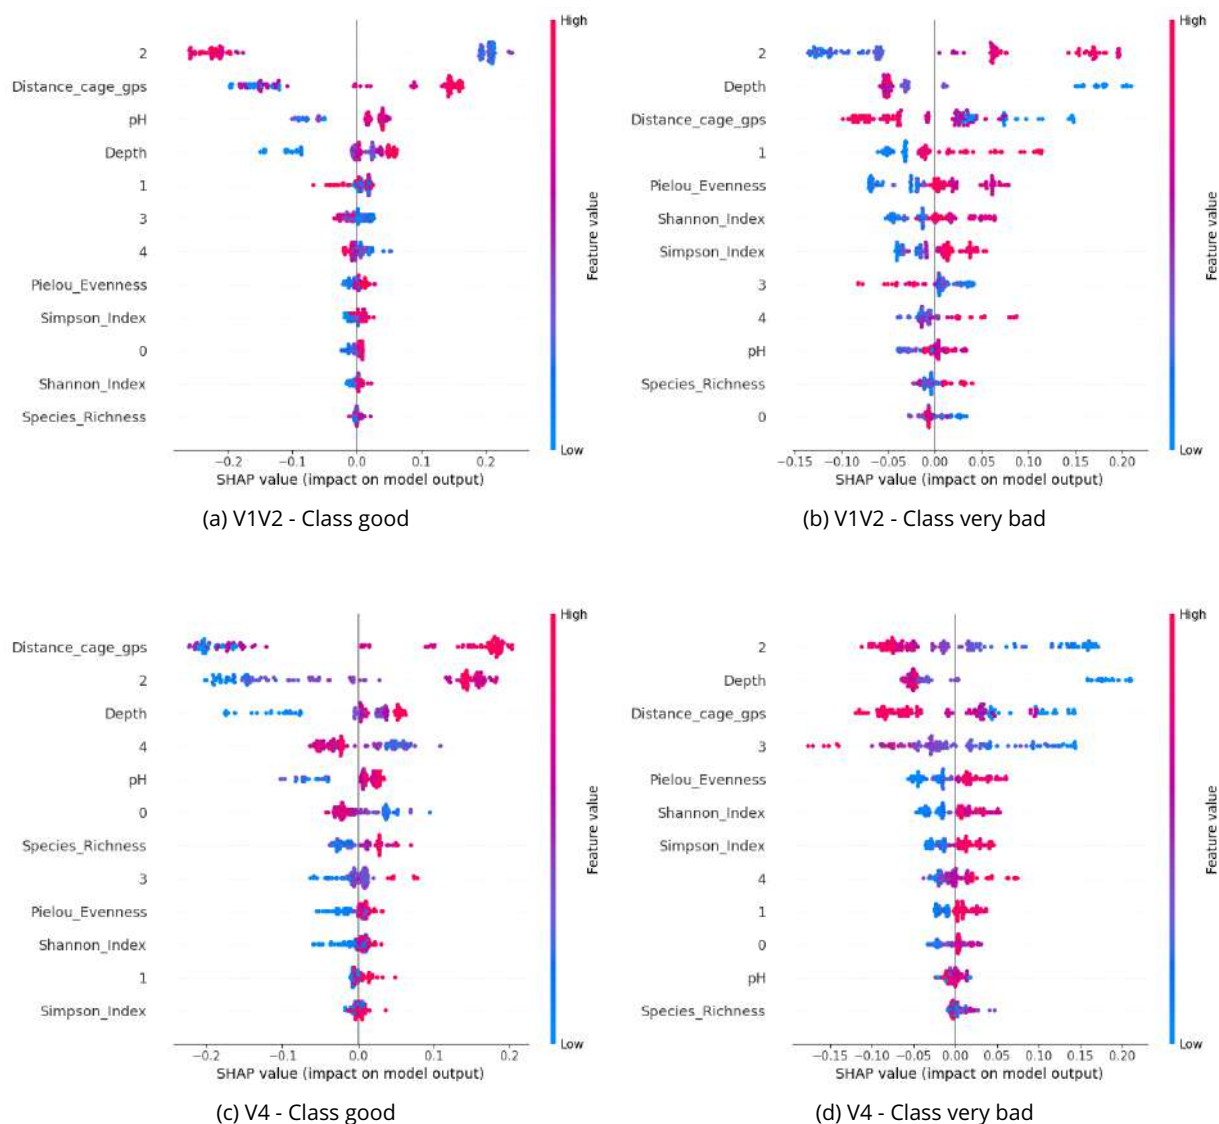 High
2
Distance_cage_gps
pH
Depth
1
3
4
Pielou_Evenness
Simpson_Index
0
Shannon_Index
Species_Richness
Feature value
Low
−0.2 −0.1 0.0 0.1 0.2
SHAP value (impact on model output)
(a) V1V2 - Class good
High
2
Depth
Distance_cage_gps
1
Pielou_Evenness
Shannon_Index
Simpson_Index
3
4
pH
Species_Richness
0
Feature value
Low
−0.15 −0.10 −0.05 0.00 0.05 0.10 0.15 0.20
SHAP value (impact on model output)
(b) V1V2 - Class very bad
High
Distance_cage_gps
2
Depth
4
pH
0
Species_Richness
3
Pielou_Evenness
Shannon_Index
1
Simpson_Index
Feature value
Low
−0.2 −0.1 0.0 0.1 0.2
SHAP value (impact on model output)
(c) V4 - Class good
High
2
Depth
Distance_cage_gps
3
Pielou_Evenness
Shannon_Index
Simpson_Index
4
1
0
pH
Species_Richness
Feature value
Low
−0.15 −0.10 −0.05 0.00 0.05 0.10 0.15 0.20
SHAP value (impact on model output)
(d) V4 - Class very bad